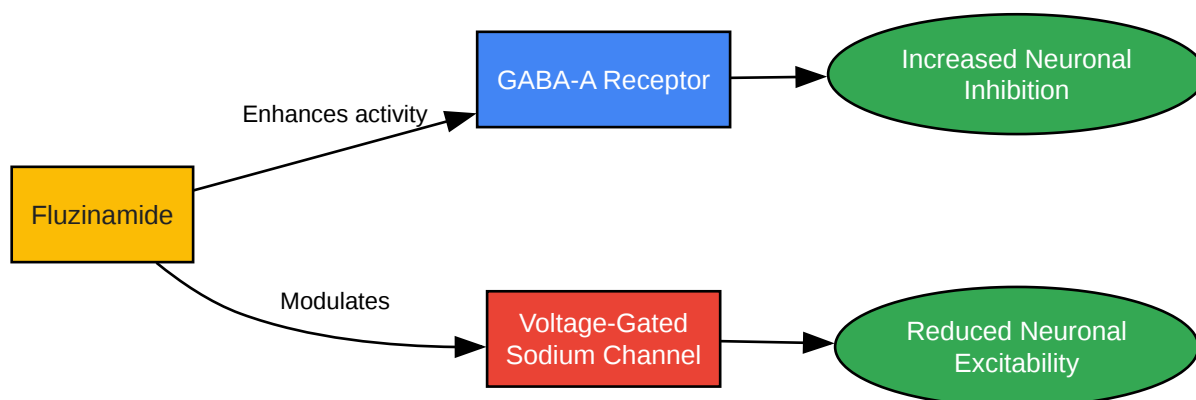 Fluzinamide
Enhances activity
GABA-A Receptor
Increased Neuronal
Inhibition
Modulates
Voltage-Gated
Sodium Channel
Reduced Neuronal
Excitability